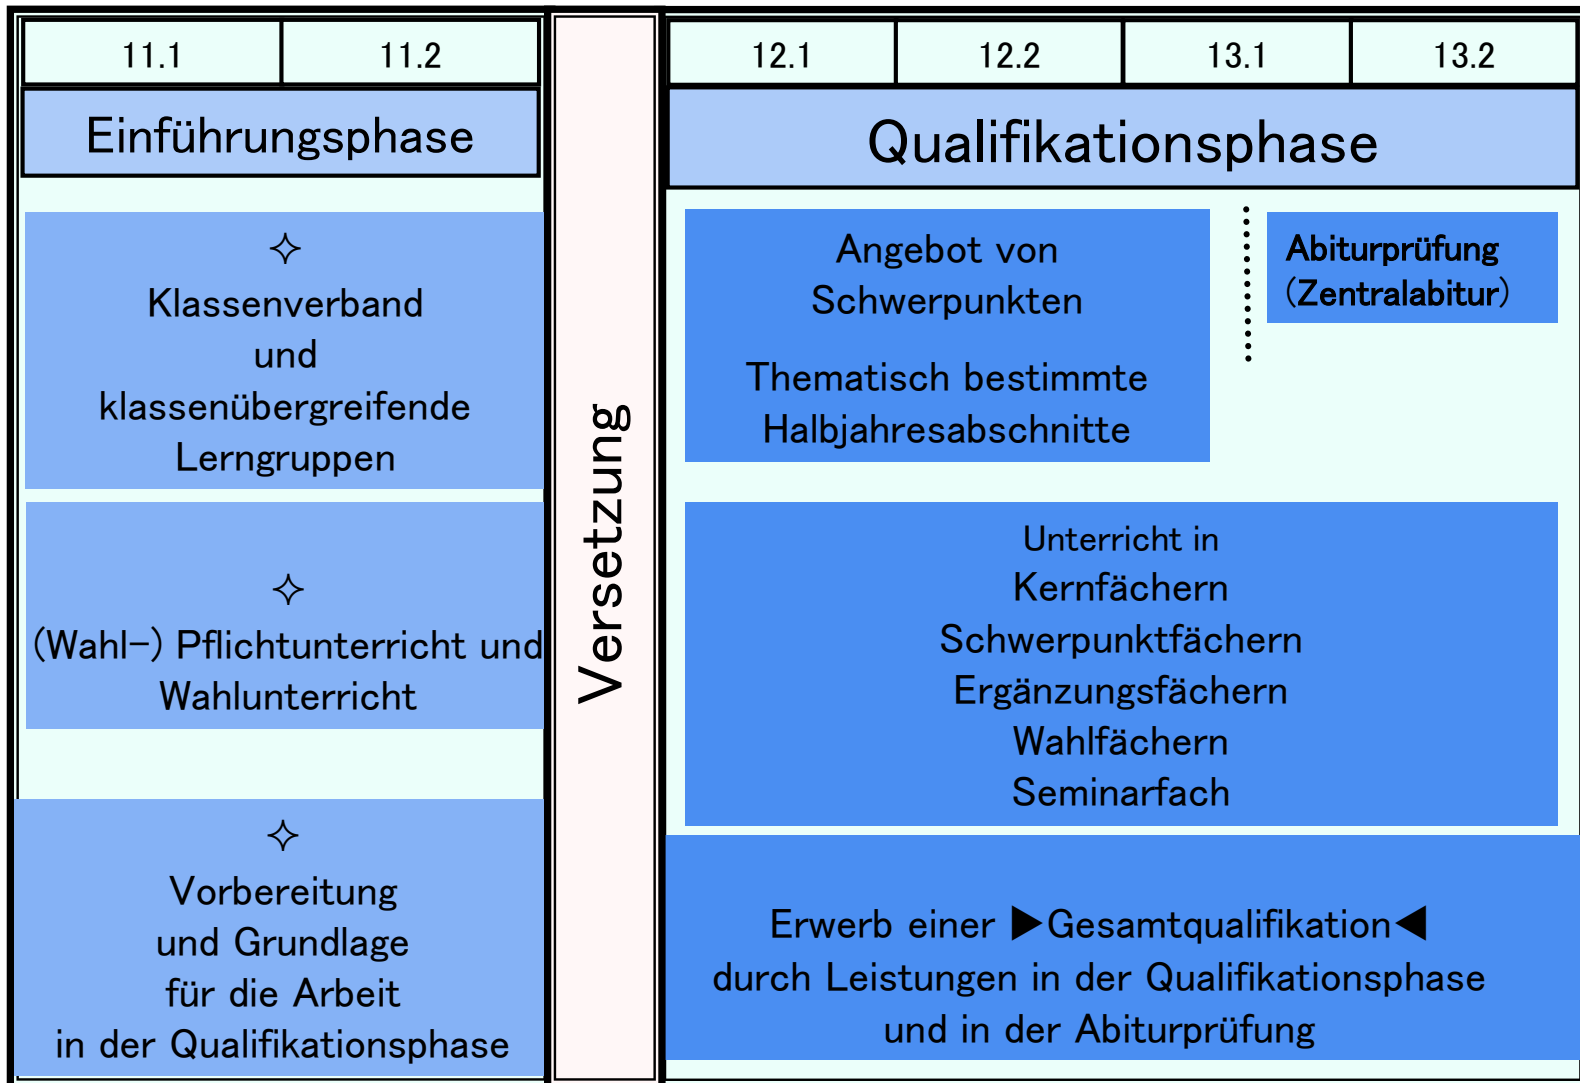 11.1
11.2
Einführungsphase
✧
Klassenverband
und
klassenübergreifende
Lerngruppen
✧
(Wahl-) Pflichtunterricht und
Wahlunterricht
✧
Vorbereitung
und Grundlage
für die Arbeit
in der Qualifikationsphase
Versetzung
12.1
12.2
13.1
13.2
Qualifikationsphase
Angebot von
Schwerpunkten
Thematisch bestimmte
Halbjahresabschnitte
Abiturprüfung
(Zentralabitur)
Unterricht in
Kernfächern
Schwerpunktfächern
Ergänzungsfächern
Wahlfächern
Seminarfach
Erwerb einer ▶Gesamtqualifikation◀
durch Leistungen in der Qualifikationsphase
und in der Abiturprüfung